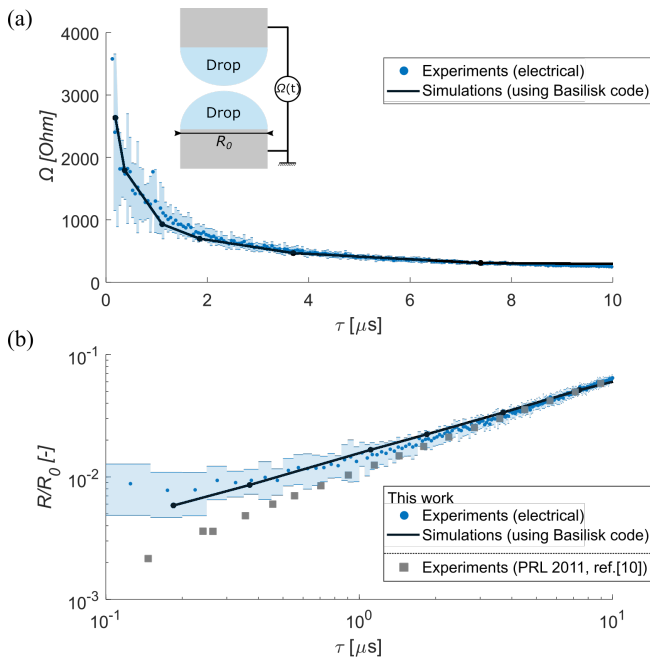 (a)
4000
3000
2000
1000
0
Ω [Ohm]
Drop
Drop
R₀
Ω(t)
Experiments (electrical)
Simulations (using Basilisk code)
0 2 4 6 8 10
τ [μs]
(b)
10⁻¹
10⁻²
10⁻³
R/R₀ [-]
This work
Experiments (electrical)
Simulations (using Basilisk code)
Experiments (PRL 2011, ref.[10])
10⁻¹ 10⁰ 10¹
τ [μs]